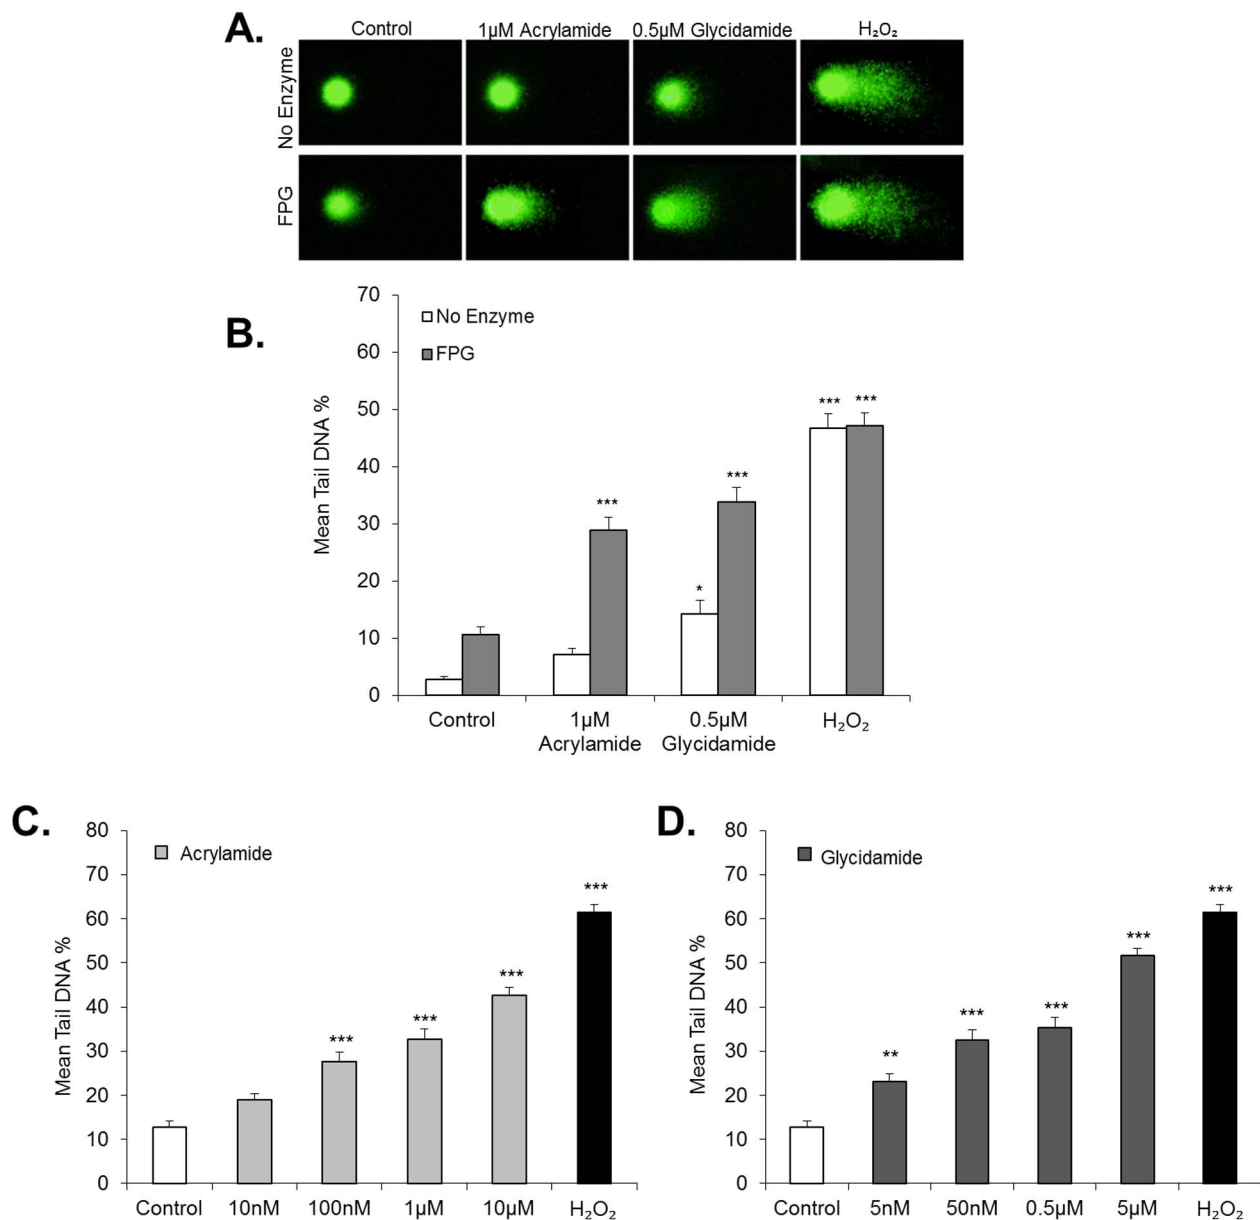 A.
Control 1µM Acrylamide 0.5µM Glycidamide H₂O₂
No Enzyme
FPG
B.
Mean Tail DNA %
70
60
50
40
30
20
10
0
No Enzyme
FPG
***
*
***
***
***
Control
1µM
Acrylamide
0.5µM
Glycidamide
H₂O₂
C.
Mean Tail DNA %
80
70
60
50
40
30
20
10
0
Acrylamide
***
***
***
***
Control 10nM 100nM 1µM 10µM H₂O₂
D.
Mean Tail DNA %
80
70
60
50
40
30
20
10
0
Glycidamide
**
***
***
***
***
Control 5nM 50nM 0.5µM 5µM H₂O₂